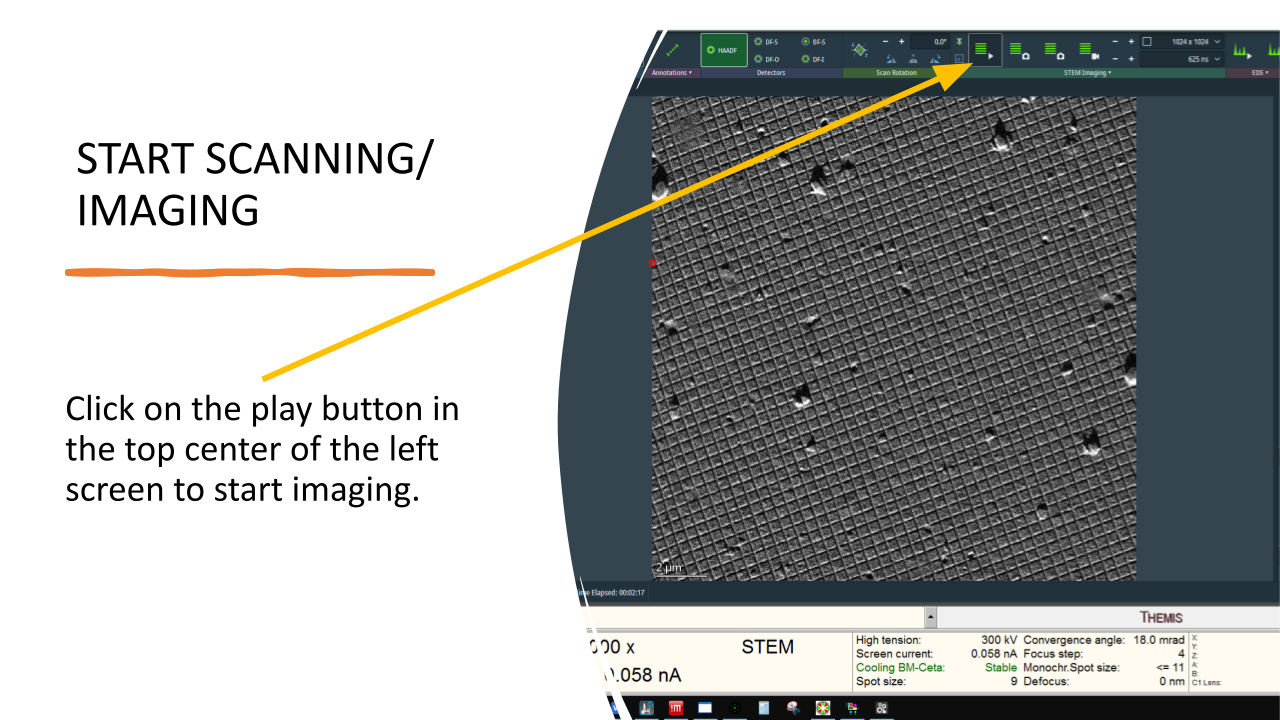 START SCANNING/
IMAGING
Click on the play button in
the top center of the left
screen to start imaging.
HAADF
DF-S
BF-S
DF-O
DF-I
0.0°
1024 x 1024
625 ns
Annotations
Detectors
Scan Rotation
STEM Imaging
EDS
2 μm
Elapsed: 00:02:17
THEMIS
000 x
STEM
0.058 nA
High tension: 300 kV Convergence angle: 18.0 mrad
Screen current: 0.058 nA Focus step: 4
Cooling BM-Ceta: Stable Monochr.Spot size: <= 11
Spot size: 9 Defocus: 0 nm
X:
Y:
Z:
A:
B:
C1 Lens: